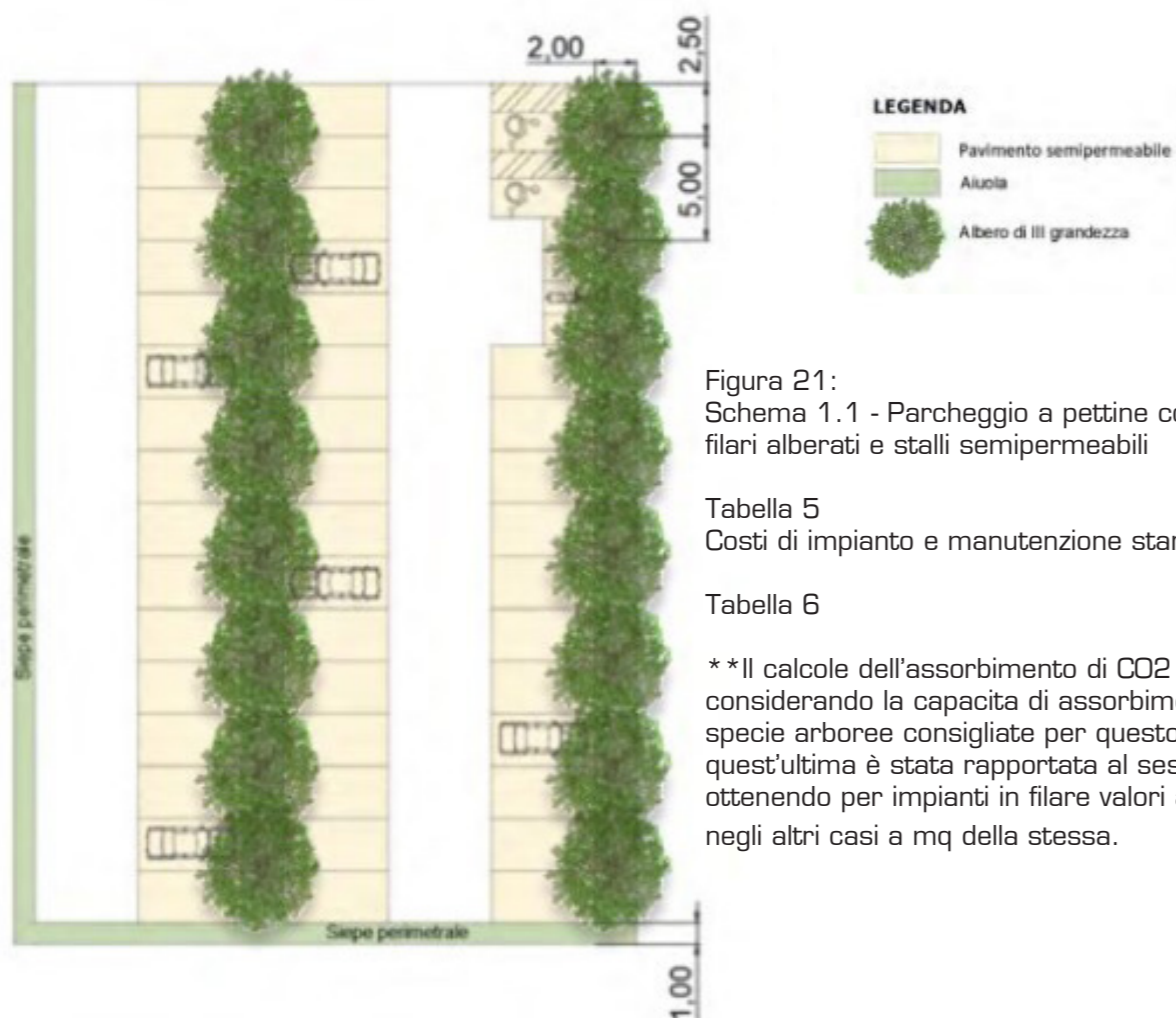 2,00
2,50
5,00
LEGENDA
Pavimento semipermeabile
Aiuola
Albero di III grandezza
Siepe perimetrale
Siepe perimetrale
1,00
Figura 21:
Schema 1.1 - Parcheggio a pettine co
filari alberati e stalli semipermeabili
Tabella 5
Costi di impianto e manutenzione stan
Tabella 6
**Il calcole dell'assorbimento di CO2
considerando la capacita di assorbime
specie arboree consigliate per questo
quest'ultima è stata rapportata al ses
ottenendo per impianti in filare valori
negli altri casi a mq della stessa.